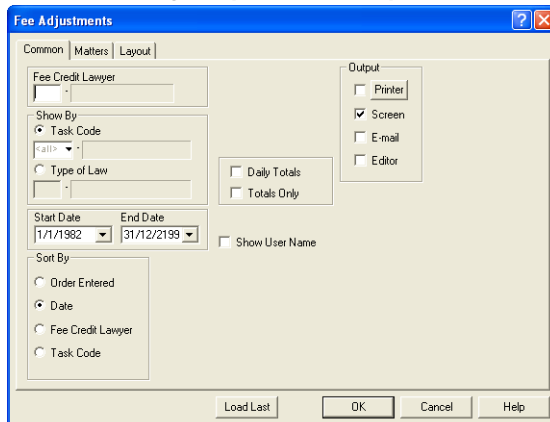 Fee Adjustments
Common Matters Layout
Fee Credit Lawyer
-
Show By
Task Code
<all> -
Type of Law
-
Start Date End Date
1/1/1982 31/12/2199
Sort By
Order Entered
Date
Fee Credit Lawyer
Task Code
Daily Totals
Totals Only
Show User Name
Output
Printer
Screen
E-mail
Editor
Load Last OK Cancel Help